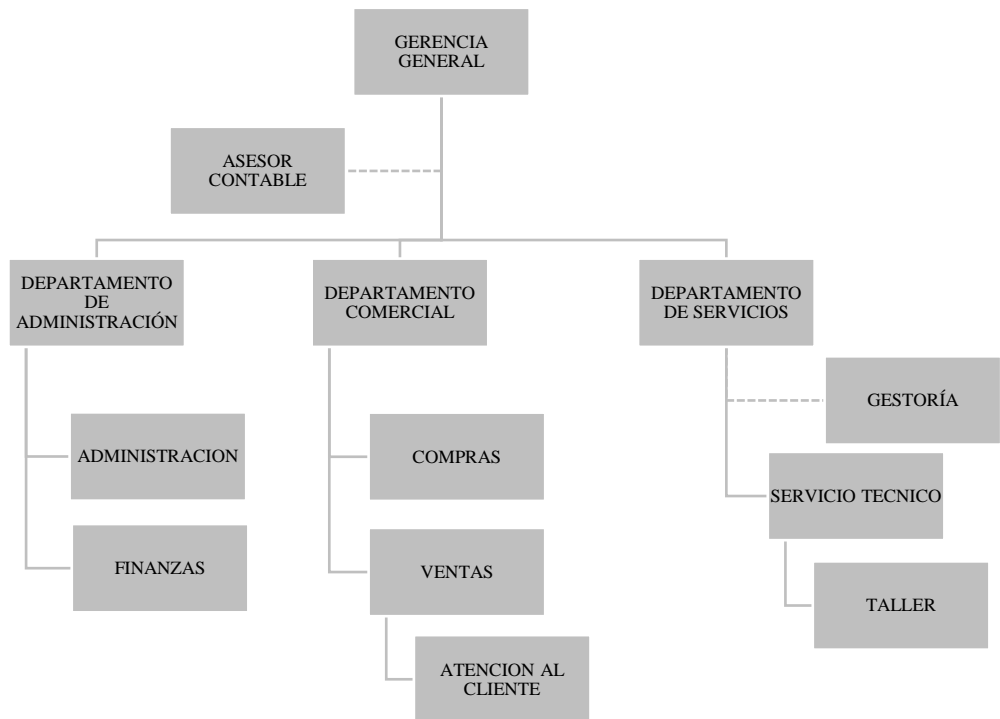 GERENCIA
GENERAL
ASESOR
CONTABLE
DEPARTAMENTO
DE
ADMINISTRACIÓN
DEPARTAMENTO
COMERCIAL
DEPARTAMENTO
DE SERVICIOS
GESTORÍA
ADMINISTRACION
COMPRAS
SERVICIO TECNICO
FINANZAS
VENTAS
TALLER
ATENCION AL
CLIENTE